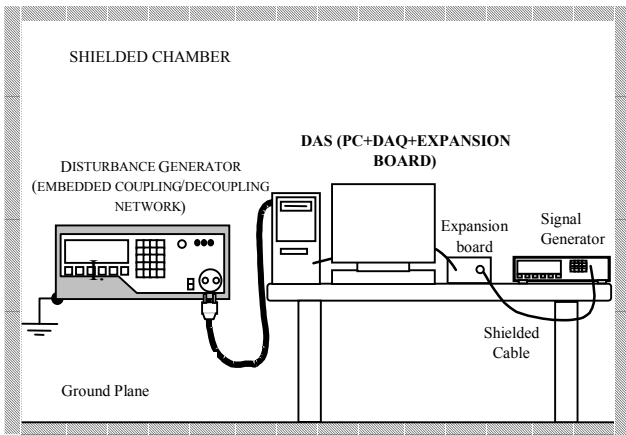 SHIELDED CHAMBER
DAS (PC+DAQ+EXPANSION
BOARD)
DISTURBANCE GENERATOR
(EMBEDDED COUPLING/DECOUPLING
NETWORK)
Expansion
board
Signal
Generator
Shielded
Cable
Ground Plane